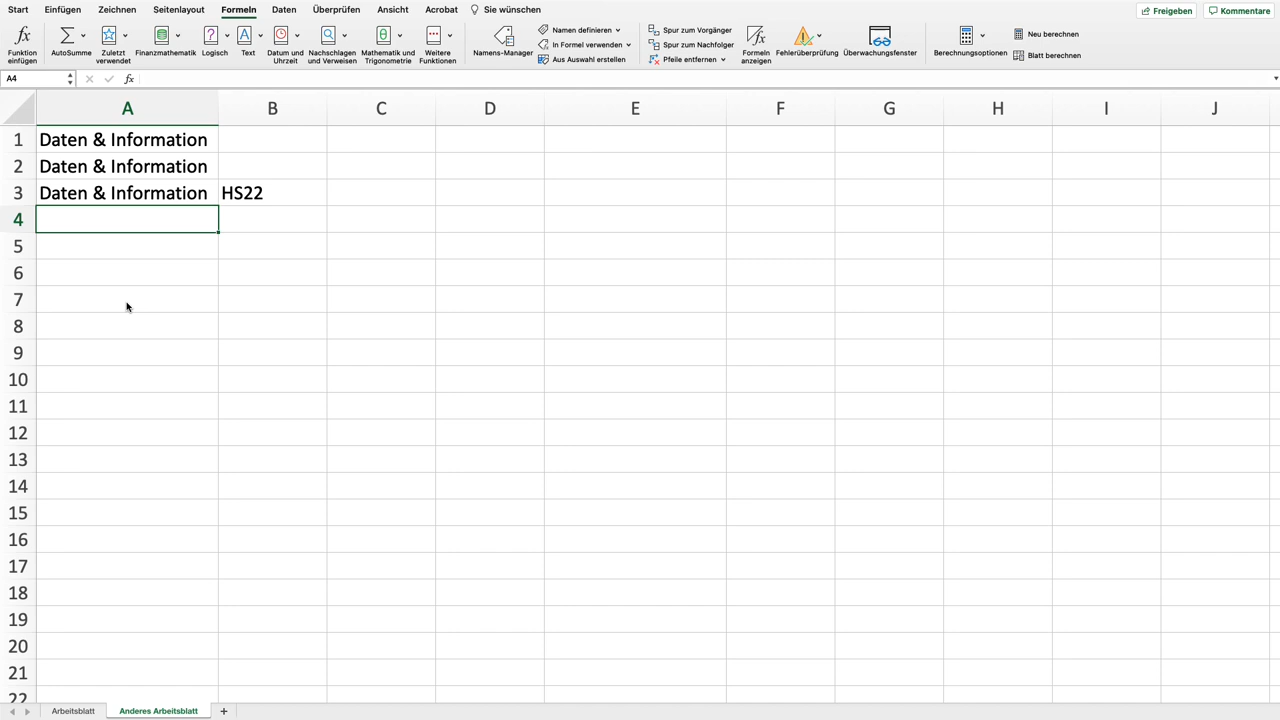 Start Einfügen Zeichnen Seitenlayout Formeln Daten Überprüfen Ansicht Acrobat Sie wünschen Freigeben Kommentare
Funktion einfügen
AutoSumme
Zuletzt verwendet
Finanzmathematik
Logisch
Text
Datum und Uhrzeit
Nachschlagen und Verweisen
Mathematik und Trigonometrie
Weitere Funktionen
Namens-Manager
Namen definieren
In Formel verwenden
Aus Auswahl erstellen
Spur zum Vorgänger
Spur zum Nachfolger
Pfeile entfernen
Formeln anzeigen
Fehlerüberprüfung
Überwachungsfenster
Berechnungsoptionen
Neu berechnen
Blatt berechnen
A4 fx
A B C D E F G H I J
1 Daten & Information
2 Daten & Information
3 Daten & Information HS22
4
5
6
7
8
9
10
11
12
13
14
15
16
17
18
19
20
21
22
Arbeitsblatt Anderes Arbeitsblatt +